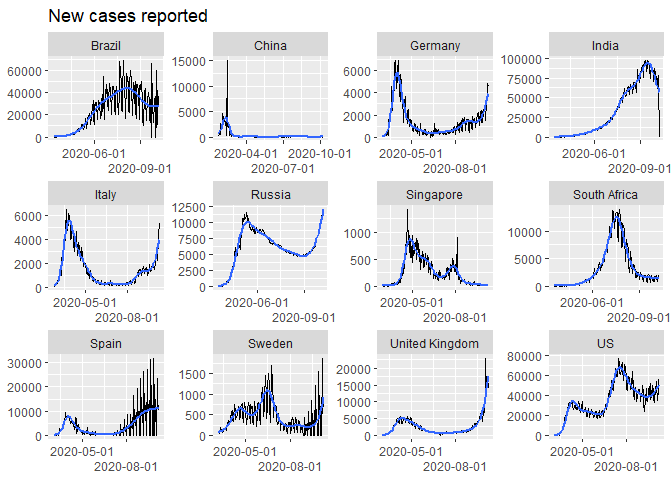 New cases reported
Brazil China Germany India
60000 15000 6000 100000
40000 10000 4000 75000
20000 5000 2000 50000
0 0 0 25000
0
2020-06-01 2020-04-01 2020-10-01 2020-05-01 2020-06-01
2020-09-01 2020-07-01 2020-08-01 2020-09-01
Italy Russia Singapore South Africa
6000 12500 1000 10000
4000 10000 500 5000
2000 7500 0 0
0 5000
2500
0
2020-05-01 2020-06-01 2020-05-01 2020-06-01
2020-08-01 2020-09-01 2020-08-01 2020-09-01
Spain Sweden United Kingdom US
30000 1500 20000 80000
20000 1000 15000 60000
10000 500 10000 40000
0 0 5000 20000
0 0
2020-05-01 2020-05-01 2020-05-01 2020-05-01
2020-08-01 2020-08-01 2020-08-01 2020-08-01